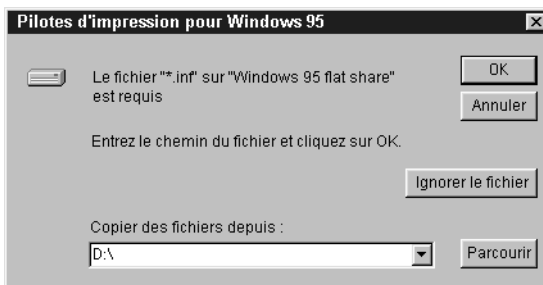 Pilotes d'impression pour Windows 95
Le fichier "*.inf" sur "Windows 95 flat share"
est requis
OK
Annuler
Entrez le chemin du fichier et cliquez sur OK.
Ignorer le fichier
Copier des fichiers depuis :
D:\
Parcourir